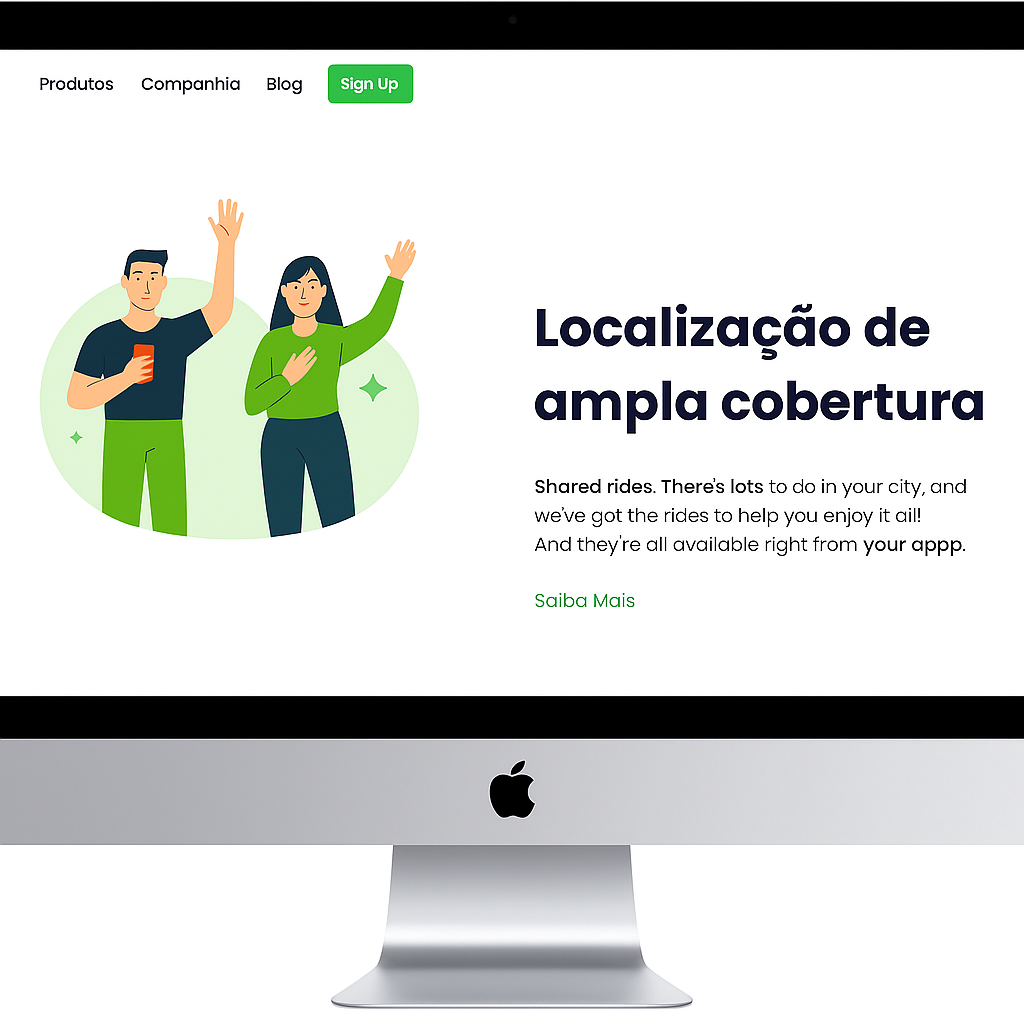 Produtos Companhia Blog Sign Up
Localização de
ampla cobertura
Shared rides. There's lots to do in your city, and
we've got the rides to help you enjoy it ail!
And they're all available right from your appp.
Saiba Mais